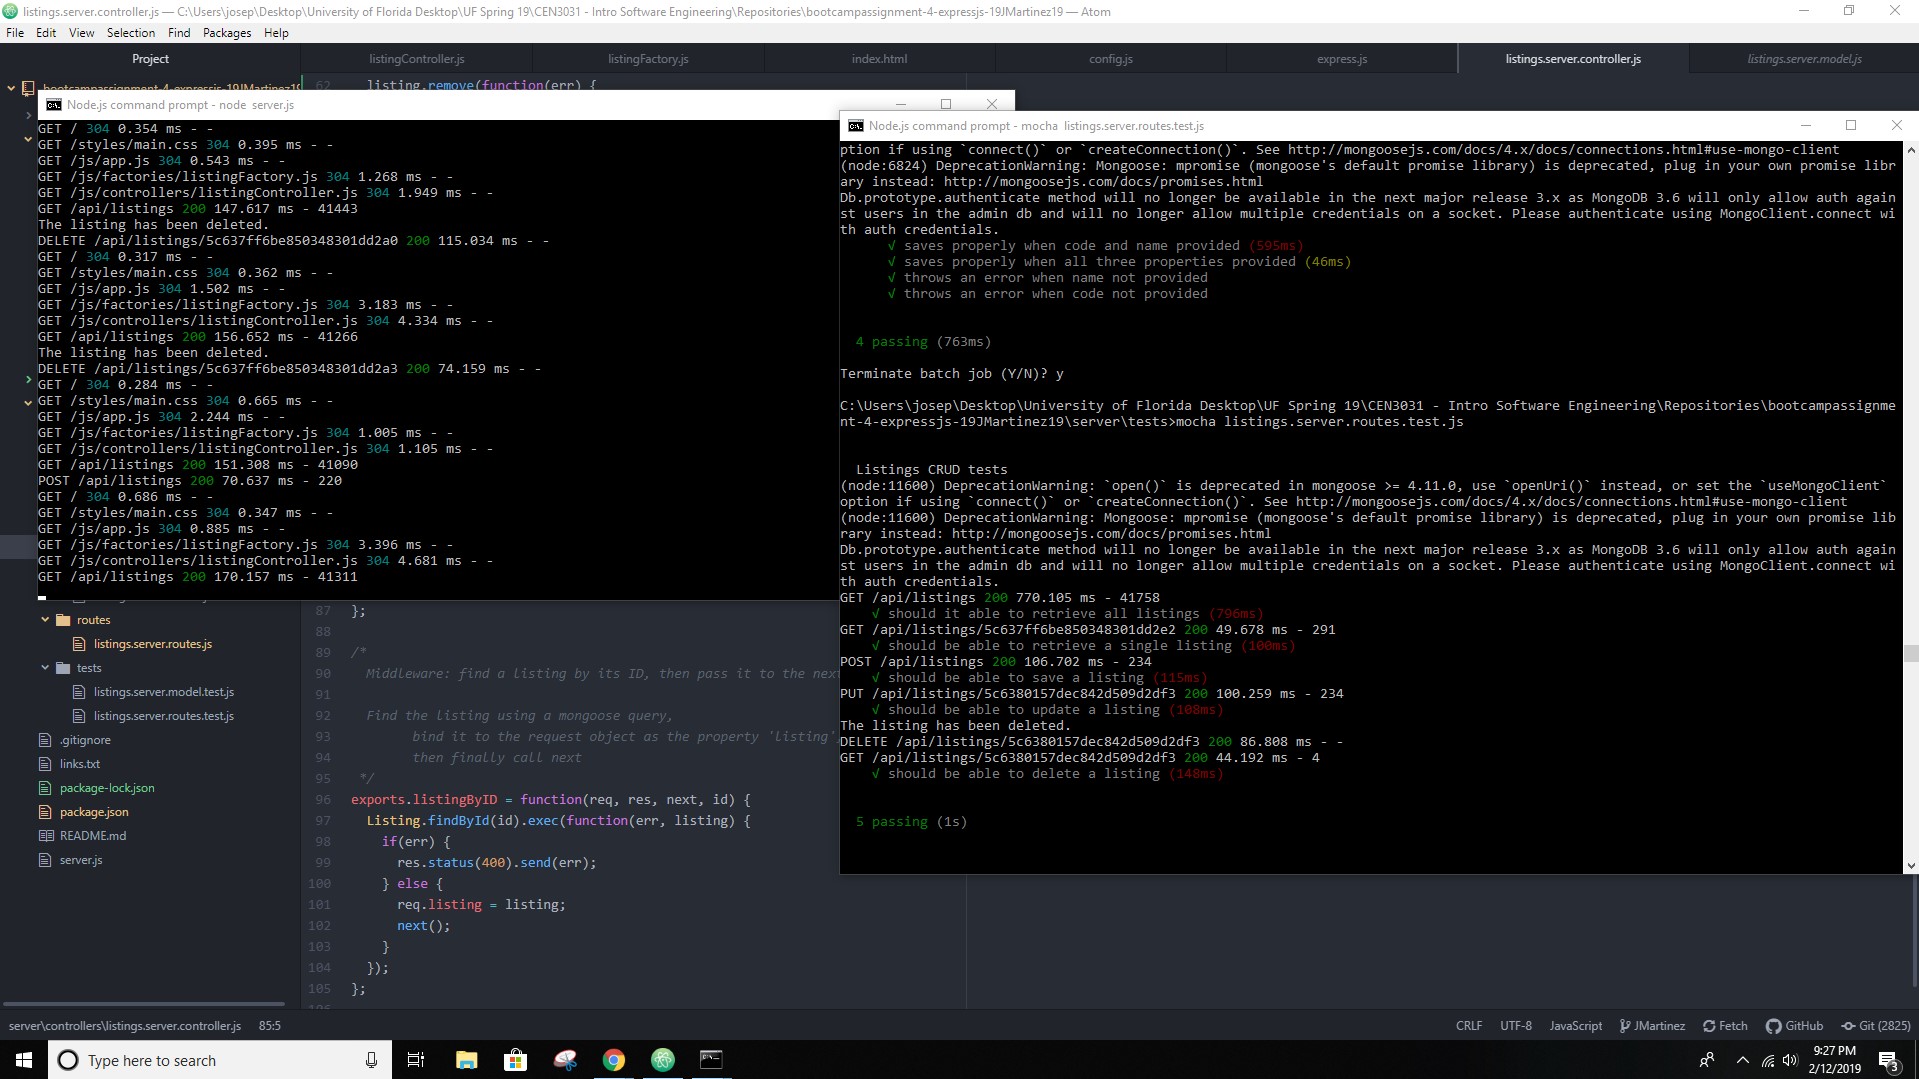 listings.server.controller.js — C:\Users\josep\Desktop\University of Florida Desktop\UF Spring 19\CEN3031 - Intro Software Engineering\Repositories\bootcampassignment-4-expressjs-19JMartinez19 — Atom
File Edit View Selection Find Packages Help
Project
listingController.js
listingFactory.js
index.html
config.js
express.js
listings.server.controller.js
listings.server.model.js
bootcampassignment-4-expressjs-19JMartinez19
62 listing.remove(function(err) {
Node.js command prompt - node server.js
GET / 304 0.354 ms - -
GET /styles/main.css 304 0.395 ms - -
GET /js/app.js 304 0.543 ms - -
GET /js/factories/listingFactory.js 304 1.268 ms - -
GET /js/controllers/listingController.js 304 1.949 ms - -
GET /api/listings 200 147.617 ms - 41443
The listing has been deleted.
DELETE /api/listings/5c637ff6be850348301dd2a0 200 115.034 ms - -
GET / 304 0.317 ms - -
GET /styles/main.css 304 0.362 ms - -
GET /js/app.js 304 1.502 ms - -
GET /js/factories/listingFactory.js 304 3.183 ms - -
GET /js/controllers/listingController.js 304 4.334 ms - -
GET /api/listings 200 156.652 ms - 41266
The listing has been deleted.
DELETE /api/listings/5c637ff6be850348301dd2a3 200 74.159 ms - -
GET / 304 0.284 ms - -
GET /styles/main.css 304 0.665 ms - -
GET /js/app.js 304 2.244 ms - -
GET /js/factories/listingFactory.js 304 1.005 ms - -
GET /js/controllers/listingController.js 304 1.105 ms - -
GET /api/listings 200 151.308 ms - 41090
POST /api/listings 200 70.637 ms - 220
GET / 304 0.686 ms - -
GET /styles/main.css 304 0.347 ms - -
GET /js/app.js 304 0.885 ms - -
GET /js/factories/listingFactory.js 304 3.396 ms - -
GET /js/controllers/listingController.js 304 4.681 ms - -
GET /api/listings 200 170.157 ms - 41311
Node.js command prompt - mocha listings.server.routes.test.js
ption if using `connect()` or `createConnection()`. See http://mongoosejs.com/docs/4.x/docs/connections.html#use-mongo-client
(node:6824) DeprecationWarning: Mongoose: mpromise (mongoose's default promise library) is deprecated, plug in your own promise libr
ary instead: http://mongoosejs.com/docs/promises.html
Db.prototype.authenticate method will no longer be available in the next major release 3.x as MongoDB 3.6 will only allow auth again
st users in the admin db and will no longer allow multiple credentials on a socket. Please authenticate using MongoClient.connect wi
th auth credentials.
√ saves properly when code and name provided (595ms)
√ saves properly when all three properties provided (46ms)
√ throws an error when name not provided
√ throws an error when code not provided
4 passing (763ms)
Terminate batch job (Y/N)? y
C:\Users\josep\Desktop\University of Florida Desktop\UF Spring 19\CEN3031 - Intro Software Engineering\Repositories\bootcampassignme
nt-4-expressjs-19JMartinez19\server\tests>mocha listings.server.routes.test.js
Listings CRUD tests
(node:11600) DeprecationWarning: `open()` is deprecated in mongoose >= 4.11.0, use `openUri()` instead, or set the `useMongoClient`
option if using `connect()` or `createConnection()`. See http://mongoosejs.com/docs/4.x/docs/connections.html#use-mongo-client
(node:11600) DeprecationWarning: Mongoose: mpromise (mongoose's default promise library) is deprecated, plug in your own promise lib
rary instead: http://mongoosejs.com/docs/promises.html
Db.prototype.authenticate method will no longer be available in the next major release 3.x as MongoDB 3.6 will only allow auth again
st users in the admin db and will no longer allow multiple credentials on a socket. Please authenticate using MongoClient.connect wi
th auth credentials.
GET /api/listings 200 770.105 ms - 41758
√ should it able to retrieve all listings (796ms)
GET /api/listings/5c637ff6be850348301dd2e2 200 49.678 ms - 291
√ should be able to retrieve a single listing (100ms)
POST /api/listings 200 106.702 ms - 234
√ should be able to save a listing (115ms)
PUT /api/listings/5c6380157dec842d509d2df3 200 100.259 ms - 234
√ should be able to update a listing (108ms)
The listing has been deleted.
DELETE /api/listings/5c6380157dec842d509d2df3 200 86.808 ms - -
GET /api/listings/5c6380157dec842d509d2df3 200 44.192 ms - 4
√ should be able to delete a listing (148ms)
5 passing (1s)
routes
listings.server.routes.js
tests
listings.server.model.test.js
listings.server.routes.test.js
.gitignore
links.txt
package-lock.json
package.json
README.md
server.js
87 };
88
89 /*
90 Middleware: find a listing by its ID, then pass it to the next
91
92 Find the listing using a mongoose query,
93 bind it to the request object as the property 'listing',
94 then finally call next
95 */
96 exports.listingByID = function(req, res, next, id) {
97 Listing.findById(id).exec(function(err, listing) {
98 if(err) {
99 res.status(400).send(err);
100 } else {
101 req.listing = listing;
102 next();
103 }
104 });
105 };
server\controllers\listings.server.controller.js 85:5
CRLF UTF-8 JavaScript JMartinez Fetch GitHub Git (2825)
Type here to search
9:27 PM
2/12/2019
3